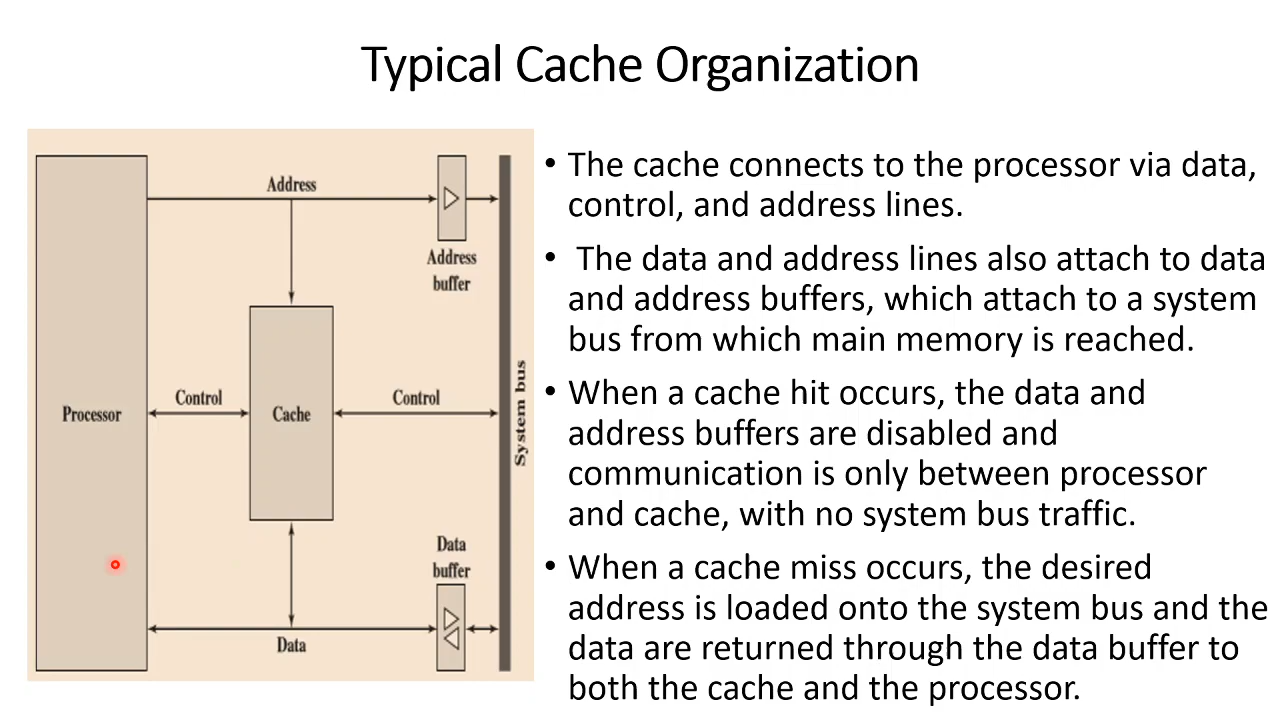 Typical Cache Organization
Address
Address
buffer
Control
Control
Processor
Cache
System bus
Data
buffer
Data
• The cache connects to the processor via data,
control, and address lines.
• The data and address lines also attach to data
and address buffers, which attach to a system
bus from which main memory is reached.
• When a cache hit occurs, the data and
address buffers are disabled and
communication is only between processor
and cache, with no system bus traffic.
• When a cache miss occurs, the desired
address is loaded onto the system bus and the
data are returned through the data buffer to
both the cache and the processor.